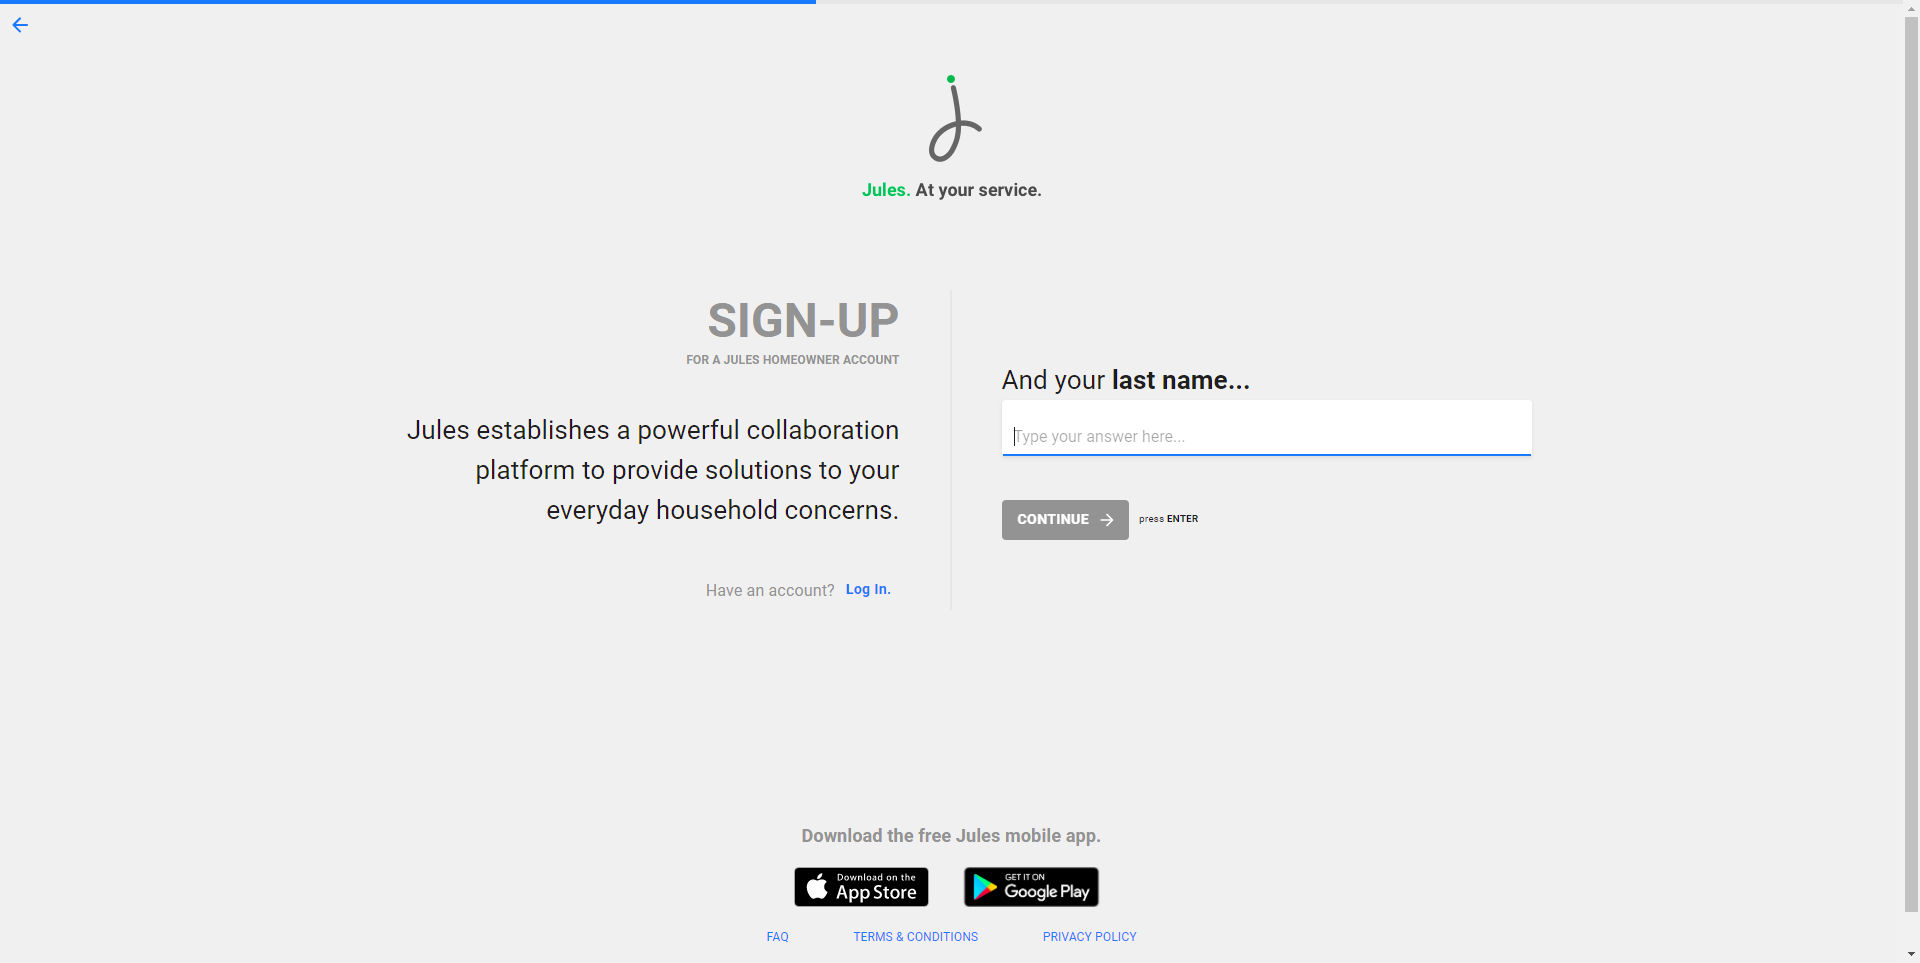 Jules. At your service.
SIGN-UP
FOR A JULES HOMEOWNER ACCOUNT
Jules establishes a powerful collaboration
platform to provide solutions to your
everyday household concerns.
Have an account? Log In.
And your last name...
Type your answer here...
CONTINUE press ENTER
Download the free Jules mobile app.
Download on the
App Store
GET IT ON
Google Play
FAQ TERMS & CONDITIONS PRIVACY POLICY